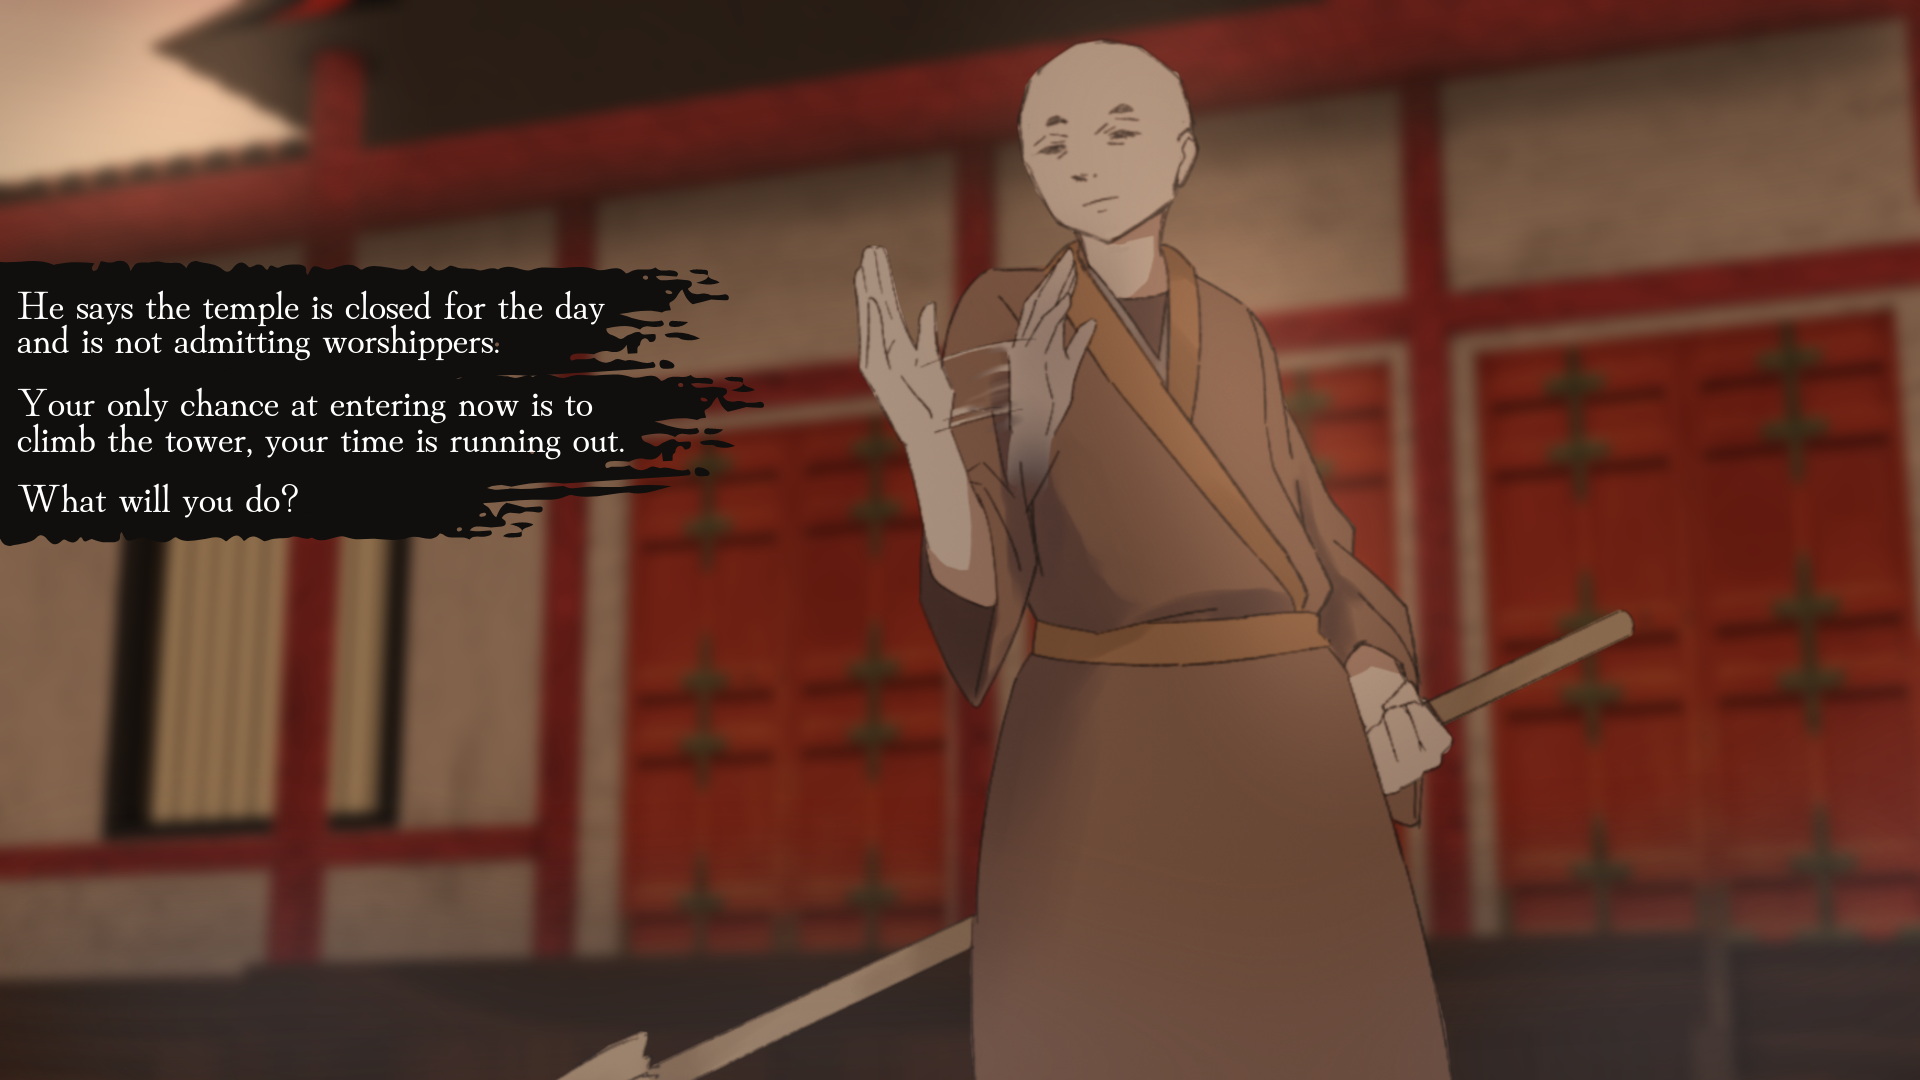 He says the temple is closed for the day
and is not admitting worshippers.
Your only chance at entering now is to
climb the tower, your time is running out.
What will you do?